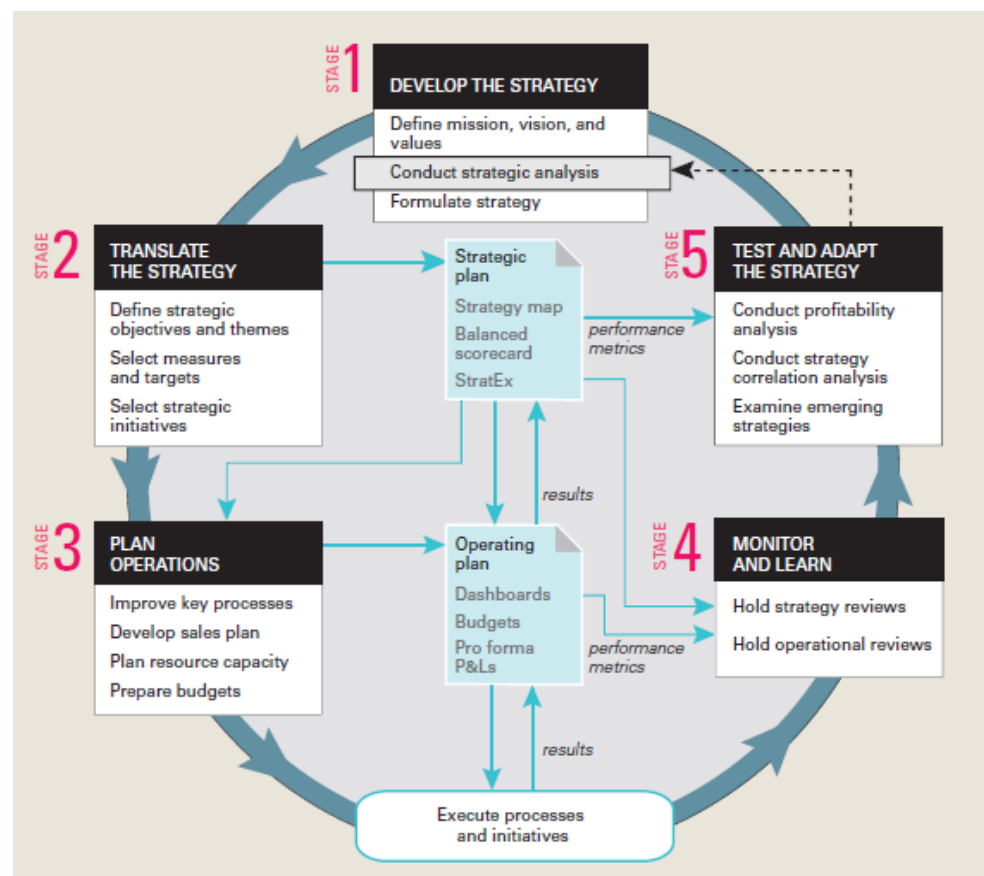 STAGE 1
DEVELOP THE STRATEGY
Define mission, vision, and
values
Conduct strategic analysis
Formulate strategy
STAGE 2
TRANSLATE
THE STRATEGY
Define strategic
objectives and themes
Select measures
and targets
Select strategic
initiatives
Strategic
plan
Strategy map
Balanced
scorecard
StratEx
performance
metrics
STAGE 5
TEST AND ADAPT
THE STRATEGY
Conduct profitability
analysis
Conduct strategy
correlation analysis
Examine emerging
strategies
results
STAGE 3
PLAN
OPERATIONS
Improve key processes
Develop sales plan
Plan resource capacity
Prepare budgets
Operating
plan
Dashboards
Budgets
Pro forma
P&Ls
performance
metrics
STAGE 4
MONITOR
AND LEARN
Hold strategy reviews
Hold operational reviews
results
Execute processes
and initiatives